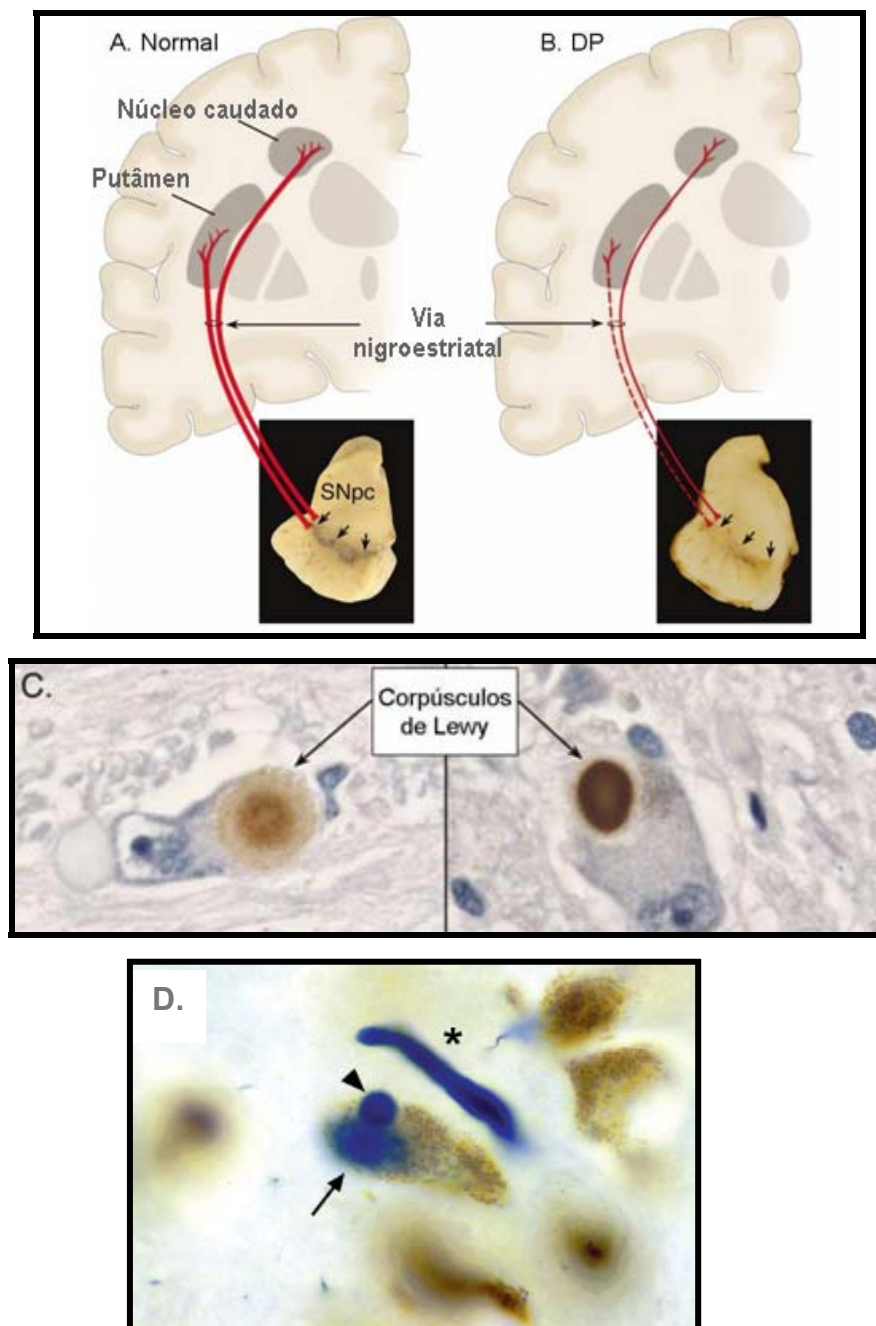 A. Normal
B. DP
Núcleo caudado
Putâmen
Via
nigroestriatal
SNpc
C.
Corpúsculos
de Lewy
D.
*